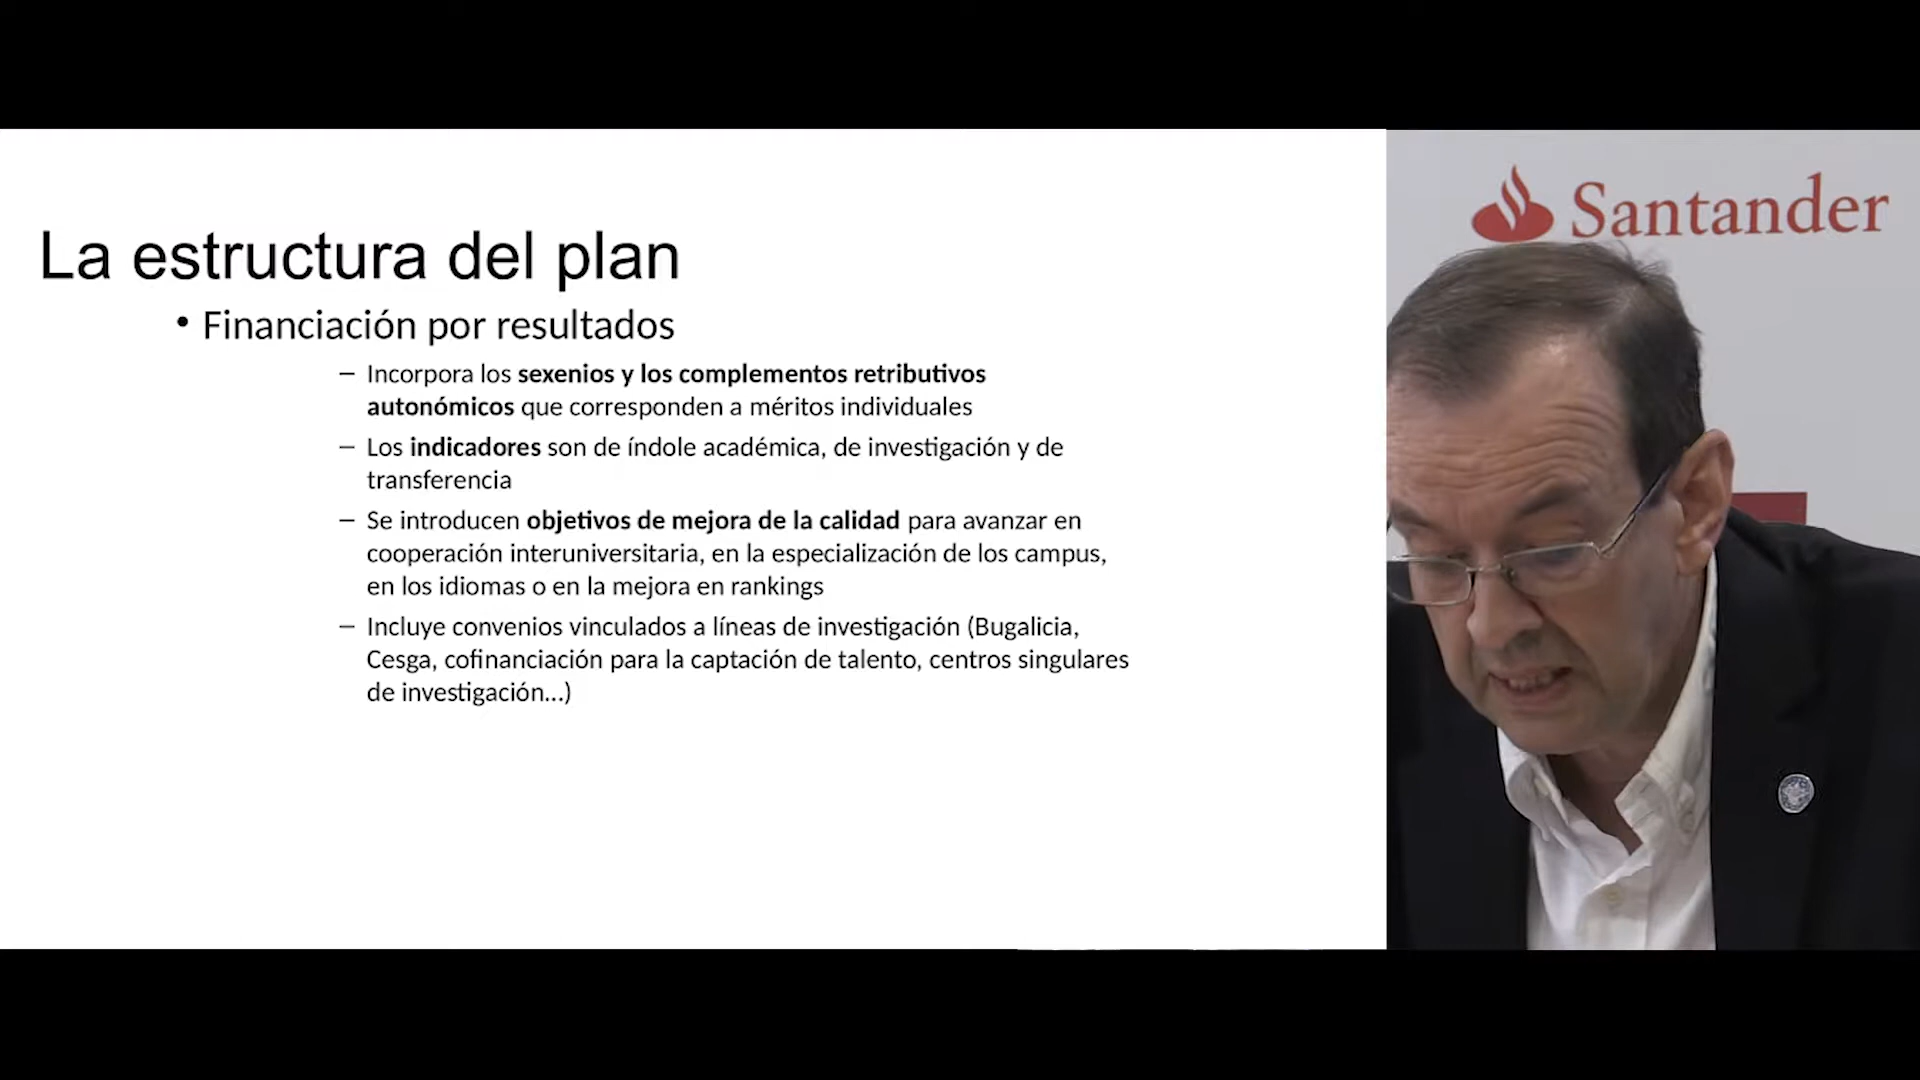 La estructura del plan
• Financiación por resultados
– Incorpora los sexenios y los complementos retributivos
autonómicos que corresponden a méritos individuales
– Los indicadores son de índole académica, de investigación y de
transferencia
– Se introducen objetivos de mejora de la calidad para avanzar en
cooperación interuniversitaria, en la especialización de los campus,
en los idiomas o en la mejora en rankings
– Incluye convenios vinculados a líneas de investigación (Bugalicia,
Cesga, cofinanciación para la captación de talento, centros singulares
de investigación...)
Santander